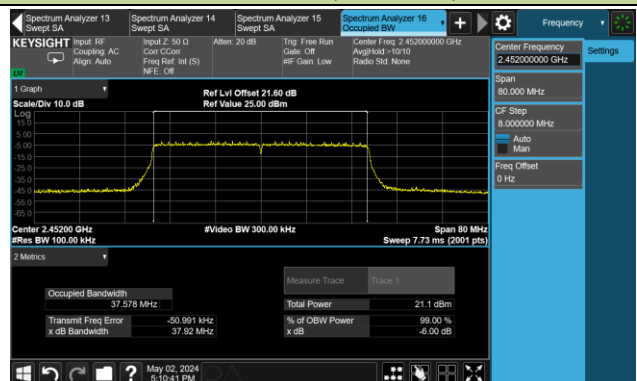 Spectrum Analyzer 13
Swept SA
Spectrum Analyzer 14
Swept SA
Spectrum Analyzer 15
Swept SA
Spectrum Analyzer 16
Occupied BW
Frequency
KEYSIGHT
Input: RF
Coupling: AC
Align: Auto
Input Z: 50 Ω
Corr CCorr
Freq Ref: Int (S)
NFE: Off
Atten: 20 dB
Trig: Free Run
Gate: Off
#IF Gain: Low
Center Freq: 2.452000000 GHz
Avg|Hold:>10/10
Radio Std: None
Center Frequency
2.452000000 GHz
Settings
Span
80.000 MHz
CF Step
8.000000 MHz
Auto
Man
Freq Offset
0 Hz
1 Graph
Scale/Div 10.0 dB
Ref Lvl Offset 21.60 dB
Ref Value 25.00 dBm
Log
15.0
5.00
-5.00
-15.0
-25.0
-35.0
-45.0
-55.0
-65.0
Center 2.45200 GHz
#Res BW 100.00 kHz
#Video BW 300.00 kHz
Span 80 MHz
Sweep 7.73 ms (2001 pts)
2 Metrics
Measure Trace
Trace 1
Occupied Bandwidth
37.578 MHz
Total Power
21.1 dBm
Transmit Freq Error
-50.991 kHz
% of OBW Power
99.00 %
x dB Bandwidth
37.92 MHz
x dB
-6.00 dB
May 02, 2024
5:10:41 PM